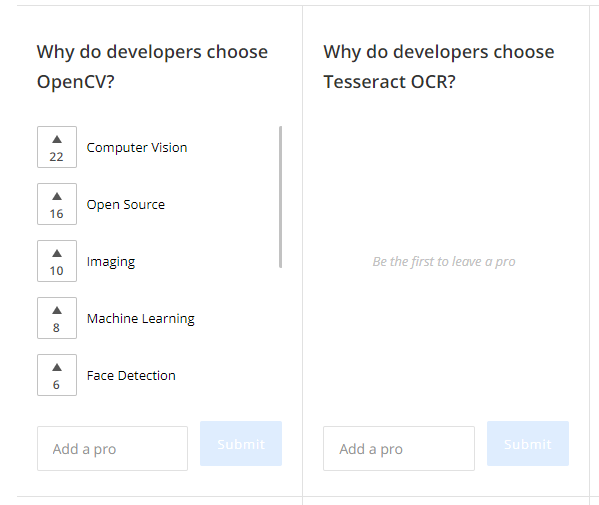 Why do developers choose
OpenCV?
22
Computer Vision
16
Open Source
10
Imaging
8
Machine Learning
6
Face Detection
Add a pro
Submit
Why do developers choose
Tesseract OCR?
Be the first to leave a pro
Add a pro
Submit